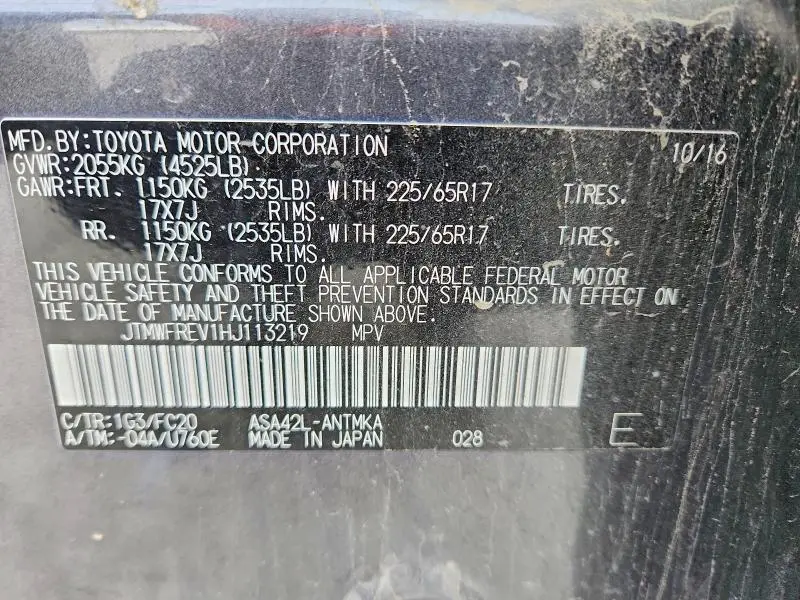 MFD.BY:TOYOTA MOTOR CORPORATION 10/16
GVWR:2055KG (4525LB)
GAWR:FRT. 1150KG (2535LB) WITH 225/65R17 TIRES.
17X7J RIMS.
RR. 1150KG (2535LB) WITH 225/65R17 TIRES.
17X7J RIMS.
THIS VEHICLE CONFORMS TO ALL APPLICABLE FEDERAL MOTOR
VEHICLE SAFETY AND THEFT PREVENTION STANDARDS IN EFFECT ON
THE DATE OF MANUFACTURE SHOWN ABOVE.
JTMWFREV1HJ113219 MPV
C/TR:1G3/FC20 ASA42L-ANTMKA
A/TM:-04A/U760E MADE IN JAPAN 028 E